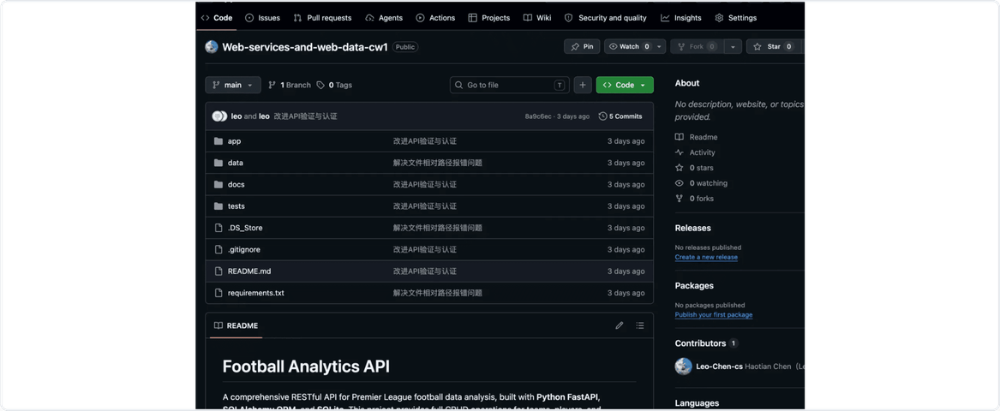 Code Issues Pull requests Agents Actions Projects Wiki Security and quality Insights Settings
Web-services-and-web-data-cw1 Public Pin Watch 0 Fork 0 Star 0
main 1 Branch 0 Tags Go to file T Code
leo and leo 改进API验证与认证 8a9c6ec · 3 days ago 5 Commits
app 改进API验证与认证 3 days ago
data 解决文件相对路径报错问题 3 days ago
docs 改进API验证与认证 3 days ago
tests 改进API验证与认证 3 days ago
.DS_Store 解决文件相对路径报错问题 3 days ago
.gitignore 改进API验证与认证 3 days ago
README.md 改进API验证与认证 3 days ago
requirements.txt 解决文件相对路径报错问题 3 days ago
README
Football Analytics API
A comprehensive RESTful API for Premier League football data analysis, built with Python FastAPI,
SQLAlchemy ORM, and SQLite. This project provides full CRUD operations for teams, players, and
About
No description, website, or topics
provided.
Readme
Activity
0 stars
0 watching
0 forks
Releases
No releases published
Create a new release
Packages
No packages published
Publish your first package
Contributors 1
Leo-Chen-cs Haotian Chen (Le
Languages